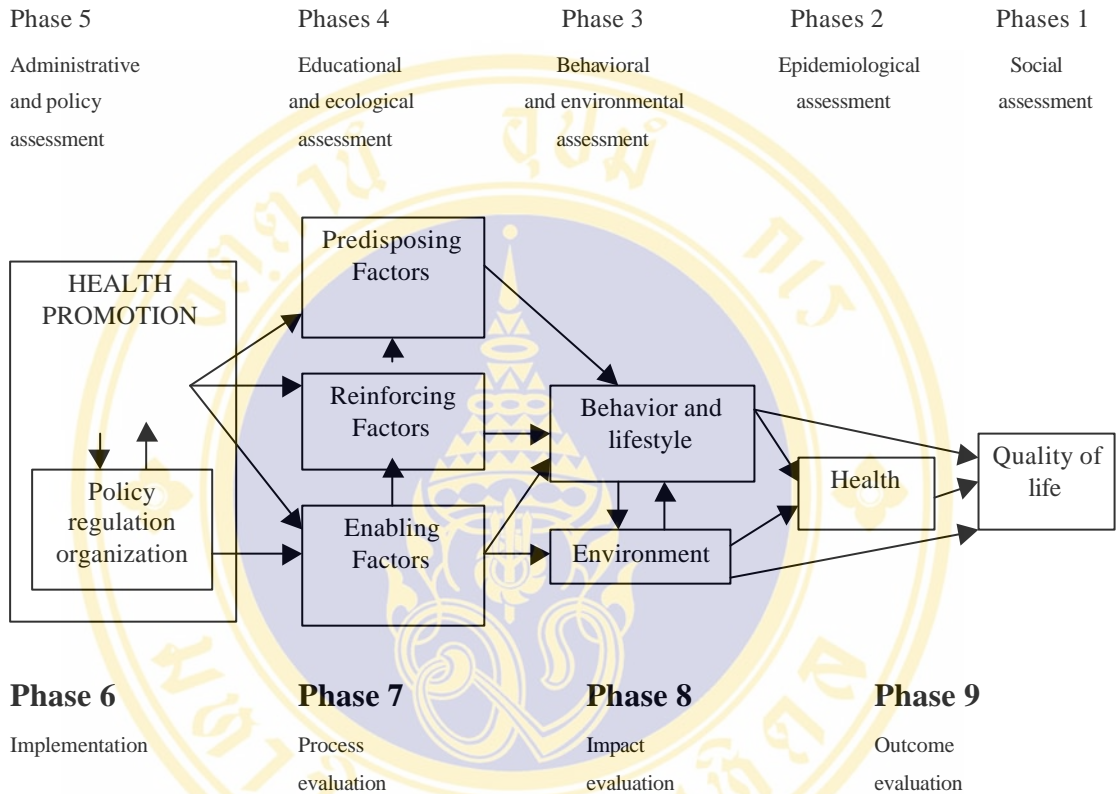 Phase 5
Phases 4
Phase 3
Phases 2
Phases 1
Administrative
and policy
assessment
Educational
and ecological
assessment
Behavioral
and environmental
assessment
Epidemiological
assessment
Social
assessment
HEALTH
PROMOTION
Policy
regulation
organization
Predisposing
Factors
Reinforcing
Factors
Enabling
Factors
Behavior and
lifestyle
Environment
Health
Quality of
life
Phase 6
Phase 7
Phase 8
Phase 9
Implementation
Process
evaluation
Impact
evaluation
Outcome
evaluation